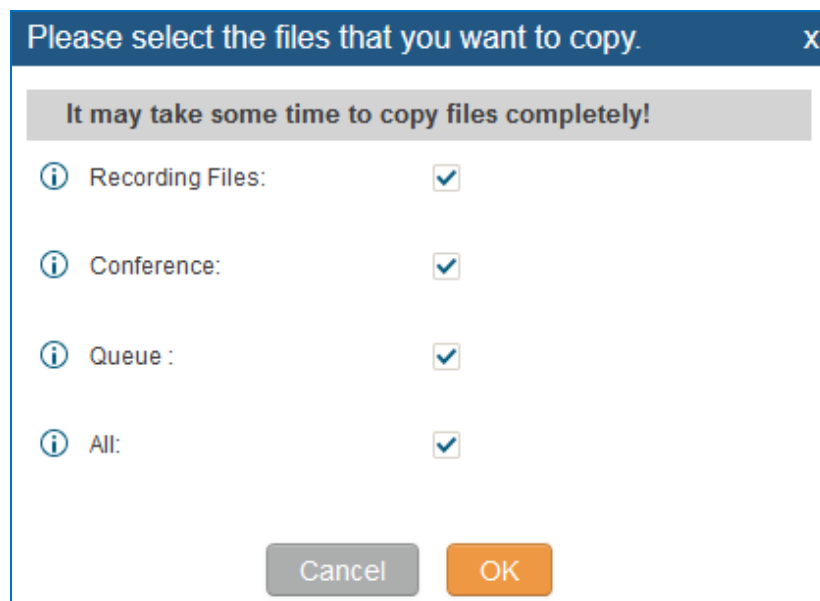 Please select the files that you want to copy. x
It may take some time to copy files completely!
i Recording Files:
i Conference:
i Queue :
i All:
Cancel OK